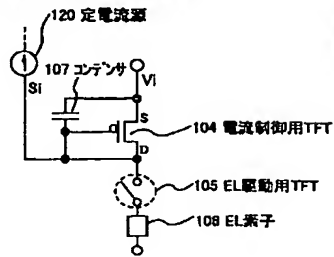 120 定電流源
107 コンデンサ
Si
Vi
S
104 電流制御用TFT
D
105 EL駆動用TFT
108 EL素子